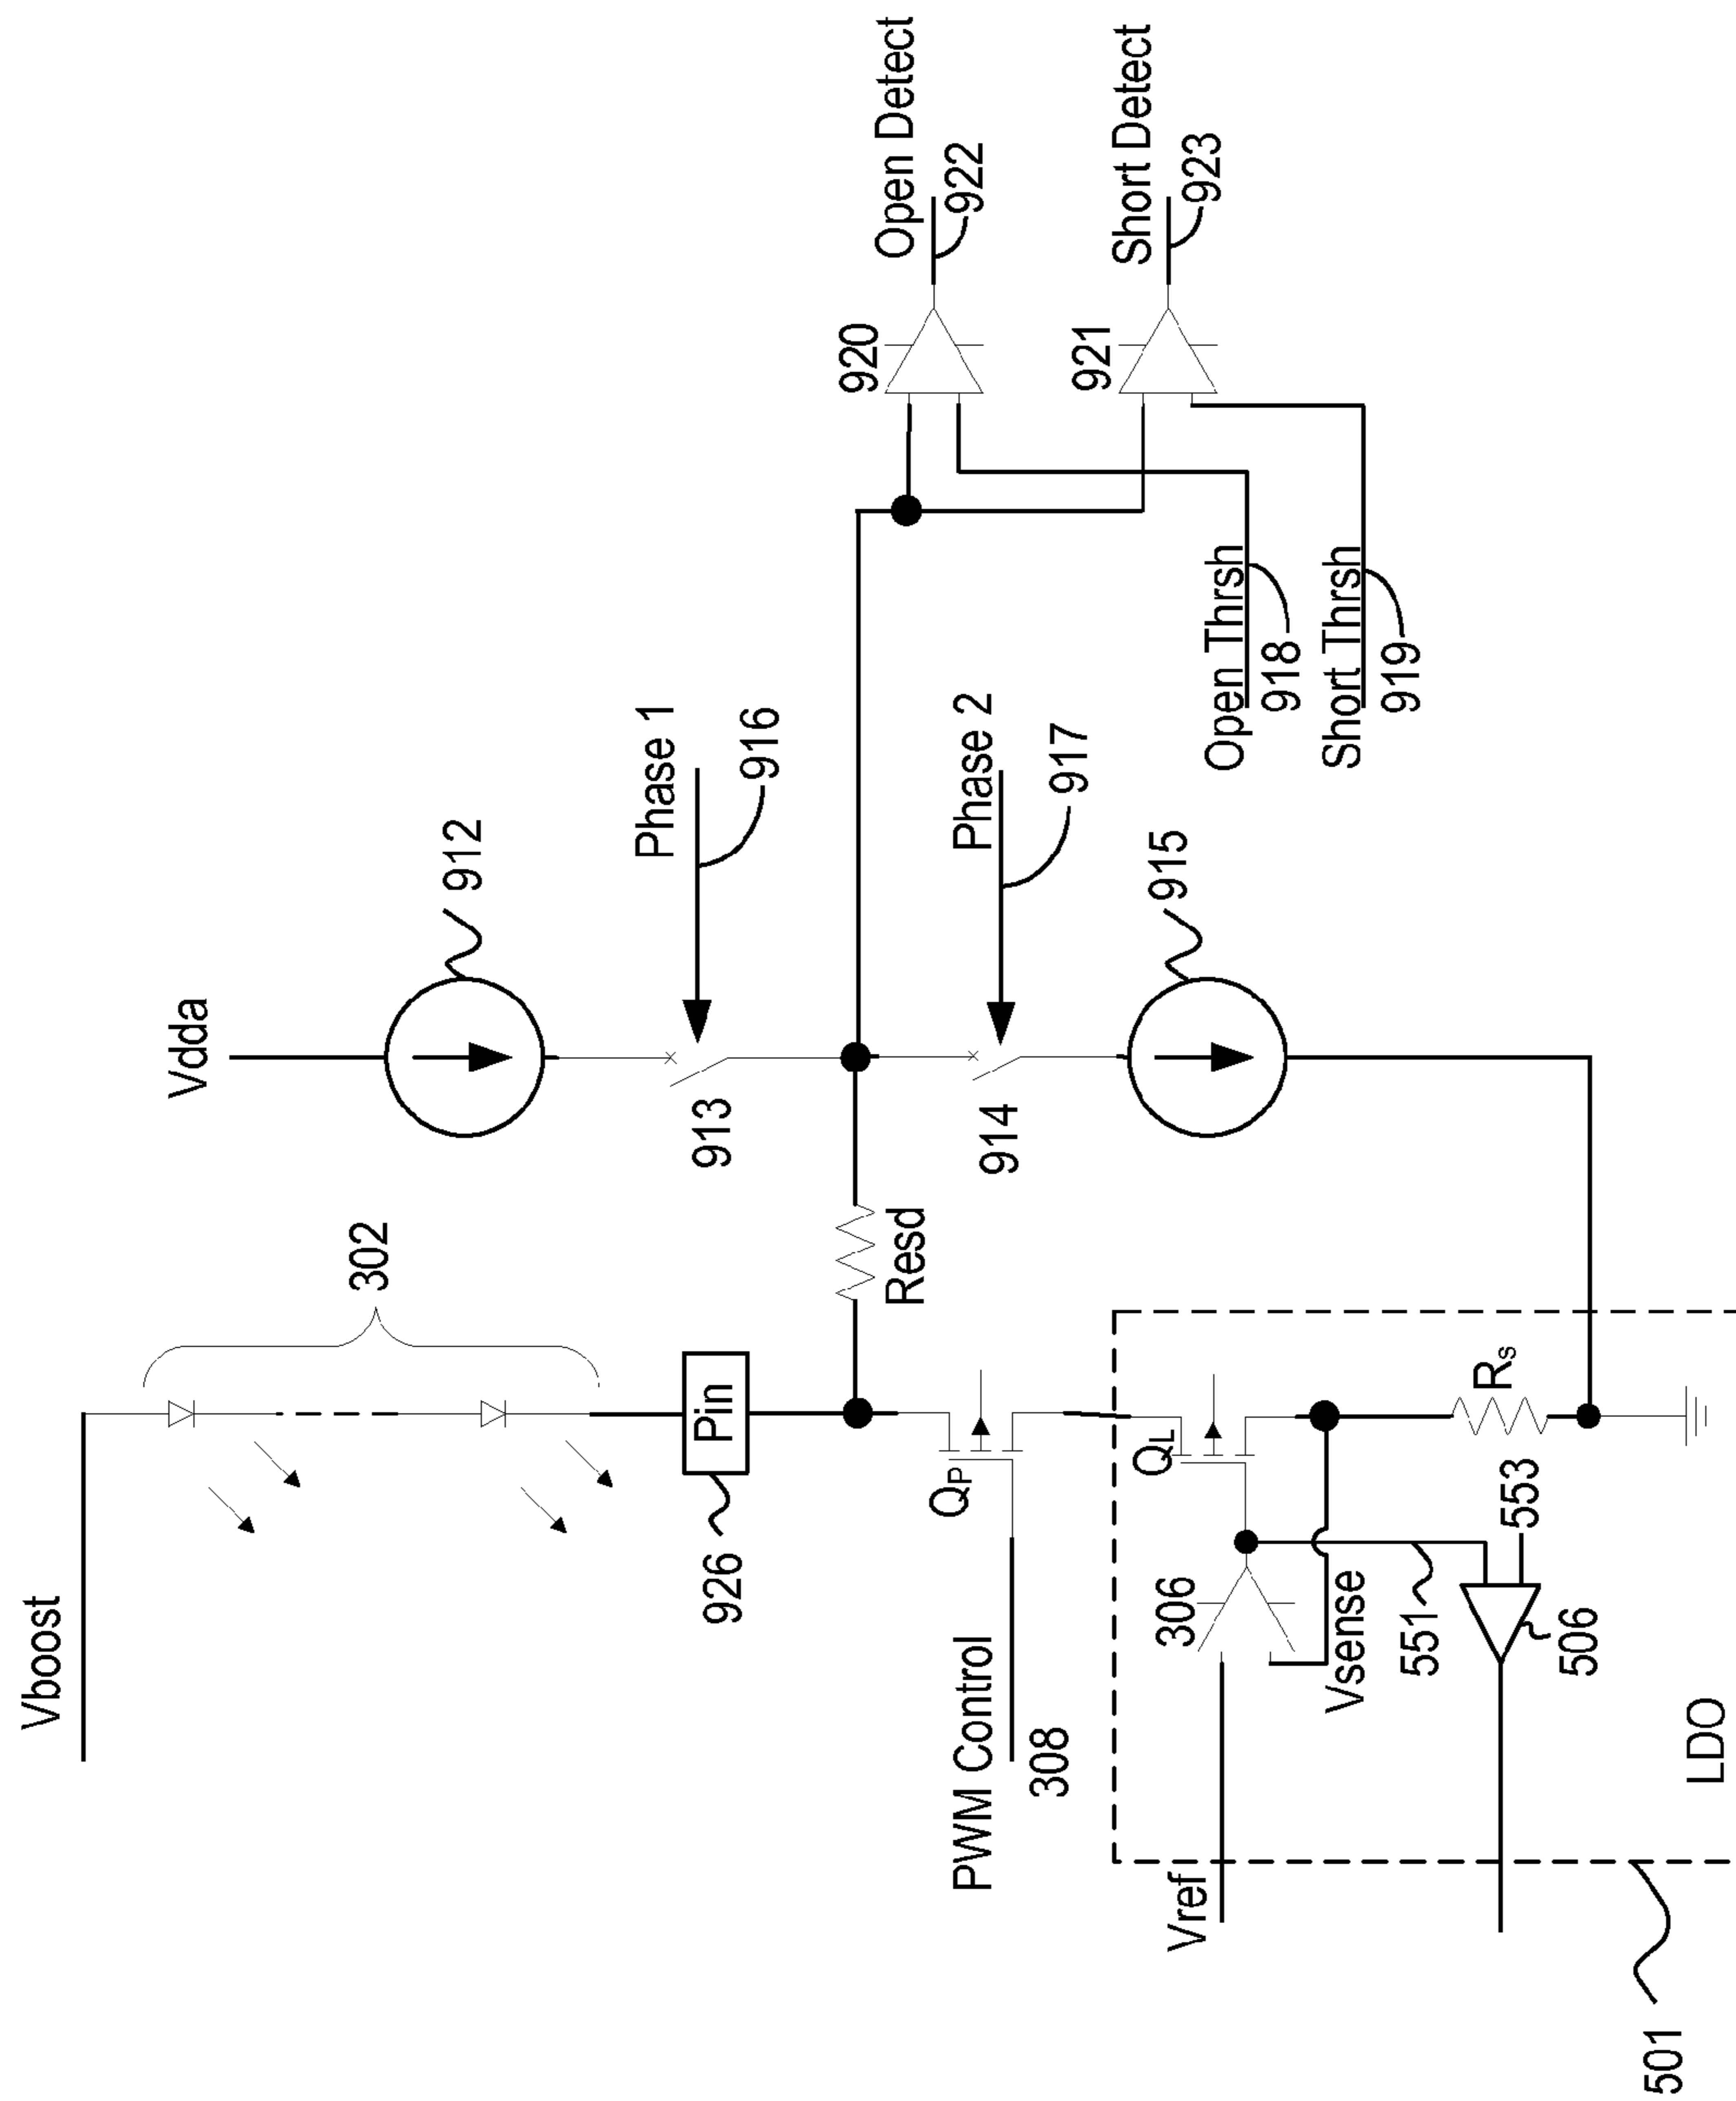 Vboost
302
Vdda
912
Phase 1
916
913
Pin
926
Resd
Phase 2
917
914
915
Open Detect
922
920
Short Detect
923
921
Open Thrsh
918
Short Thrsh
919
QP
PWM Control
308
QL
306
Vref
Vsense
Rs
553
551
506
LDO
501